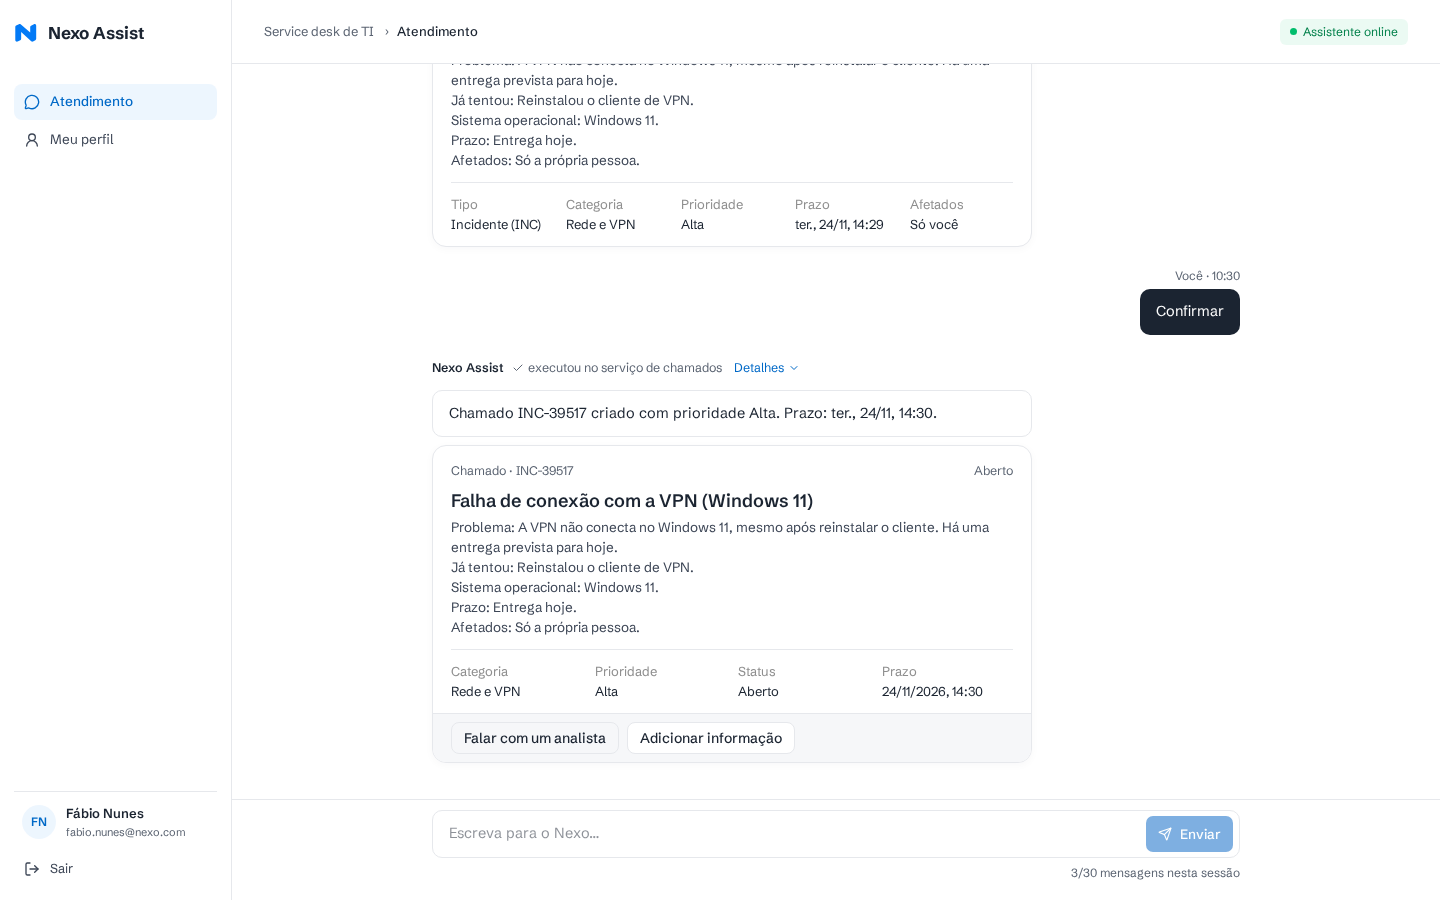 Nexo Assist
Atendimento
Meu perfil
Fábio Nunes
FN
fabio.nunes@nexo.com
Sair
Service desk de TI › Atendimento
Assistente online
entrega prevista para hoje.
Já tentou: Reinstalou o cliente de VPN.
Sistema operacional: Windows 11.
Prazo: Entrega hoje.
Afetados: Só a própria pessoa.
Tipo Categoria Prioridade Prazo Afetados
Incidente (INC) Rede e VPN Alta ter., 24/11, 14:29 Só você
Você · 10:30
Confirmar
Nexo Assist executou no serviço de chamados Detalhes
Chamado INC-39517 criado com prioridade Alta. Prazo: ter., 24/11, 14:30.
Chamado · INC-39517 Aberto
Falha de conexão com a VPN (Windows 11)
Problema: A VPN não conecta no Windows 11, mesmo após reinstalar o cliente. Há uma
entrega prevista para hoje.
Já tentou: Reinstalou o cliente de VPN.
Sistema operacional: Windows 11.
Prazo: Entrega hoje.
Afetados: Só a própria pessoa.
Categoria Prioridade Status Prazo
Rede e VPN Alta Aberto 24/11/2026, 14:30
Falar com um analista Adicionar informação
Escreva para o Nexo...
Enviar
3/30 mensagens nesta sessão